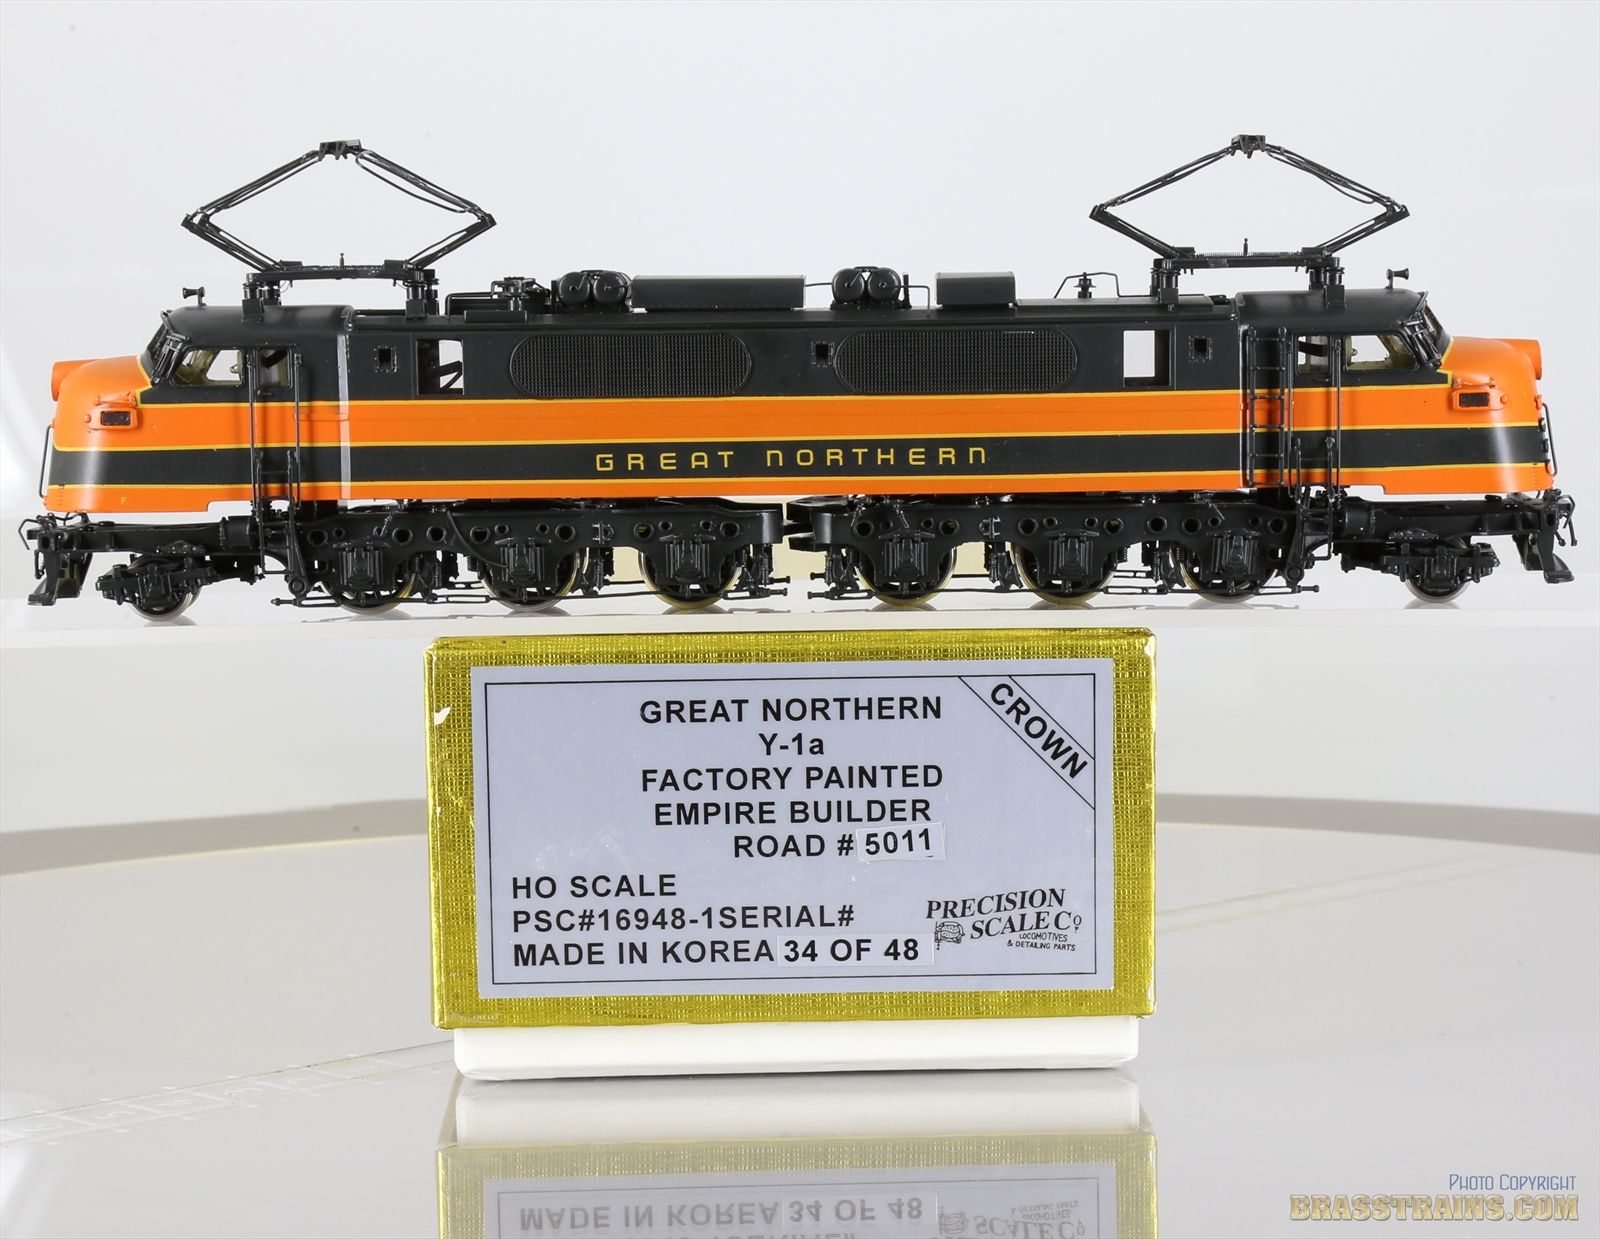 F
GREAT NORTHERN
GREAT NORTHERN
Y-1a
FACTORY PAINTED
EMPIRE BUILDER
ROAD # 5011
CROWN
HO SCALE
PSC#16948-1SERIAL#
MADE IN KOREA 34 OF 48
PRECISION
SCALE CO
LOCOMOTIVES
& DETAILING PARTS
PHOTO COPYRIGHT
BRASSTRAINS.COM